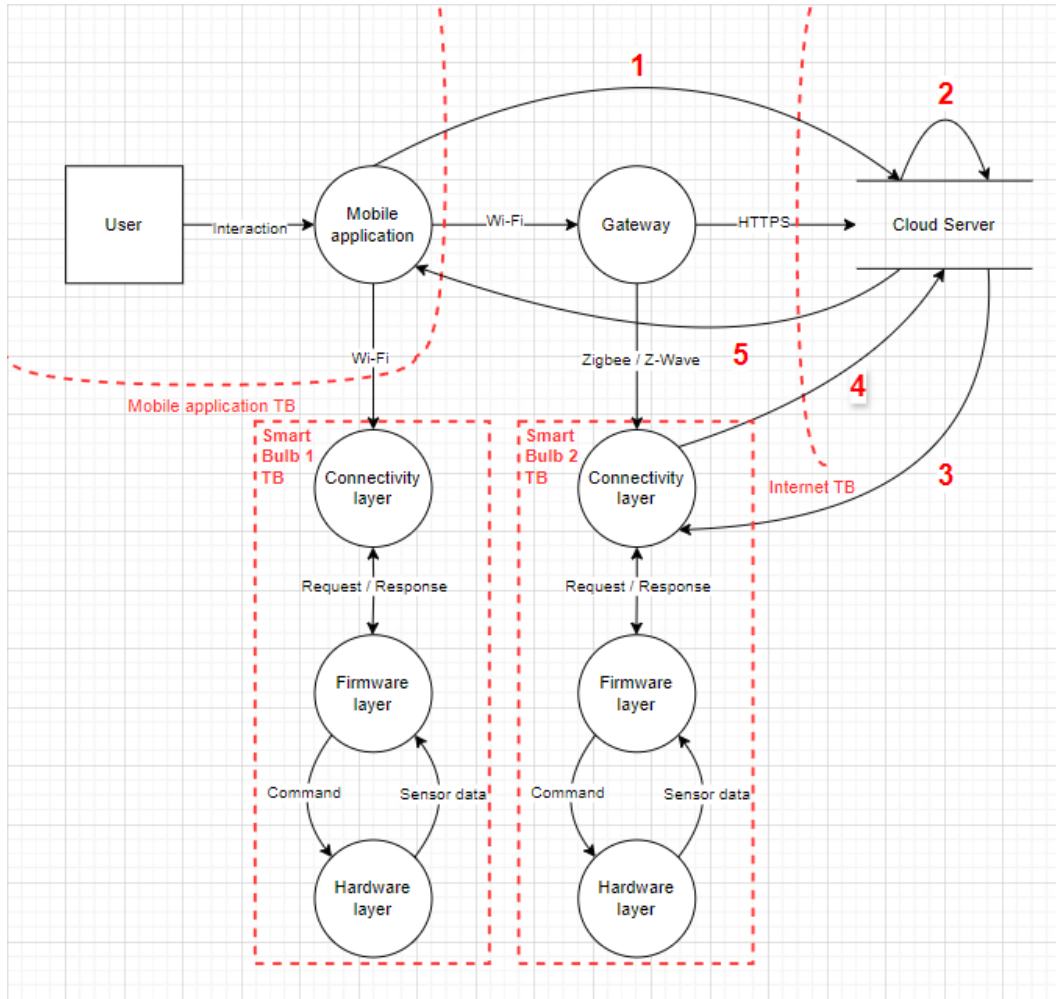 1
2
User
Interaction
Mobile
application
Wi-Fi
Gateway
HTTPS
Cloud Server
Wi-Fi
Zigbee / Z-Wave
5
4
Mobile application TB
Smart
Bulb 1
TB
Connectivity
layer
Smart
Bulb 2
TB
Connectivity
layer
Internet TB
3
Request / Response
Request / Response
Firmware
layer
Firmware
layer
Command
Sensor data
Command
Sensor data
Hardware
layer
Hardware
layer